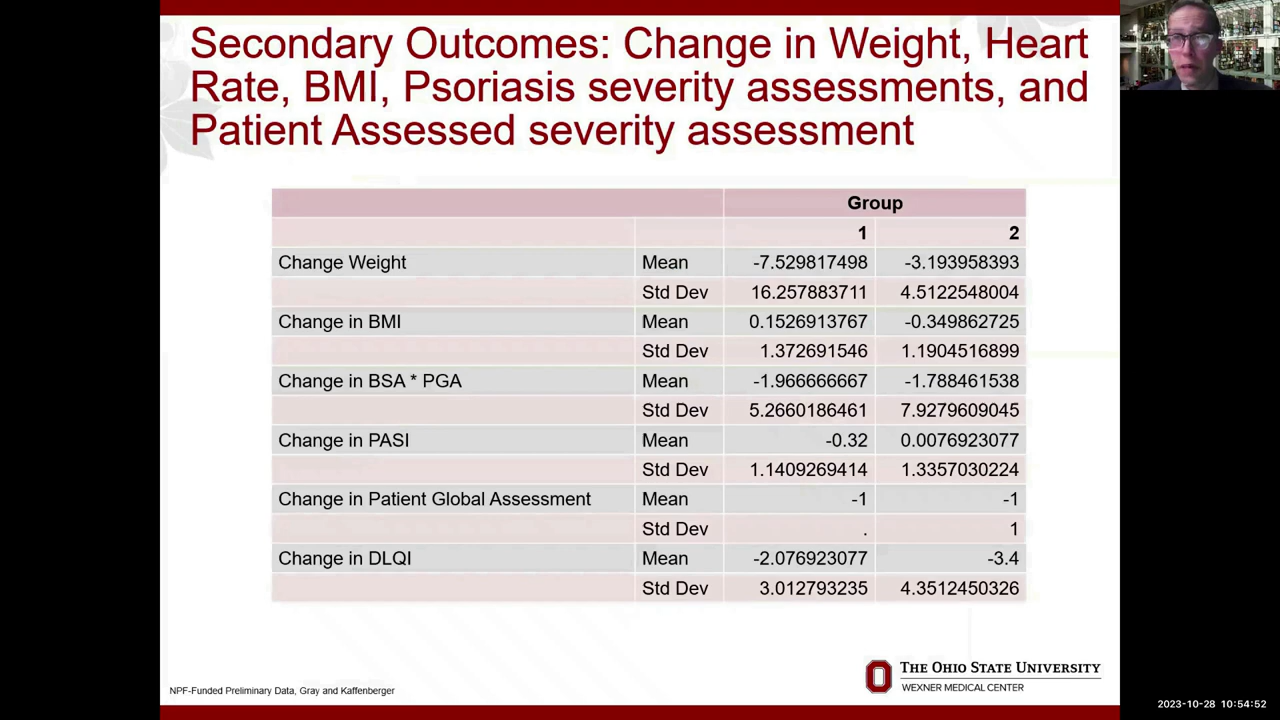 Secondary Outcomes: Change in Weight, Heart
Rate, BMI, Psoriasis severity assessments, and
Patient Assessed severity assessment
Group
1 2
Change Weight Mean -7.529817498 -3.193958393
Std Dev 16.257883711 4.5122548004
Change in BMI Mean 0.1526913767 -0.349862725
Std Dev 1.372691546 1.1904516899
Change in BSA * PGA Mean -1.966666667 -1.788461538
Std Dev 5.2660186461 7.9279609045
Change in PASI Mean -0.32 0.0076923077
Std Dev 1.1409269414 1.3357030224
Change in Patient Global Assessment Mean -1 -1
Std Dev . 1
Change in DLQI Mean -2.076923077 -3.4
Std Dev 3.012793235 4.3512450326
THE OHIO STATE UNIVERSITY
WEXNER MEDICAL CENTER
NPF-Funded Preliminary Data, Gray and Kaffenberger
2023-10-28 10:54:52